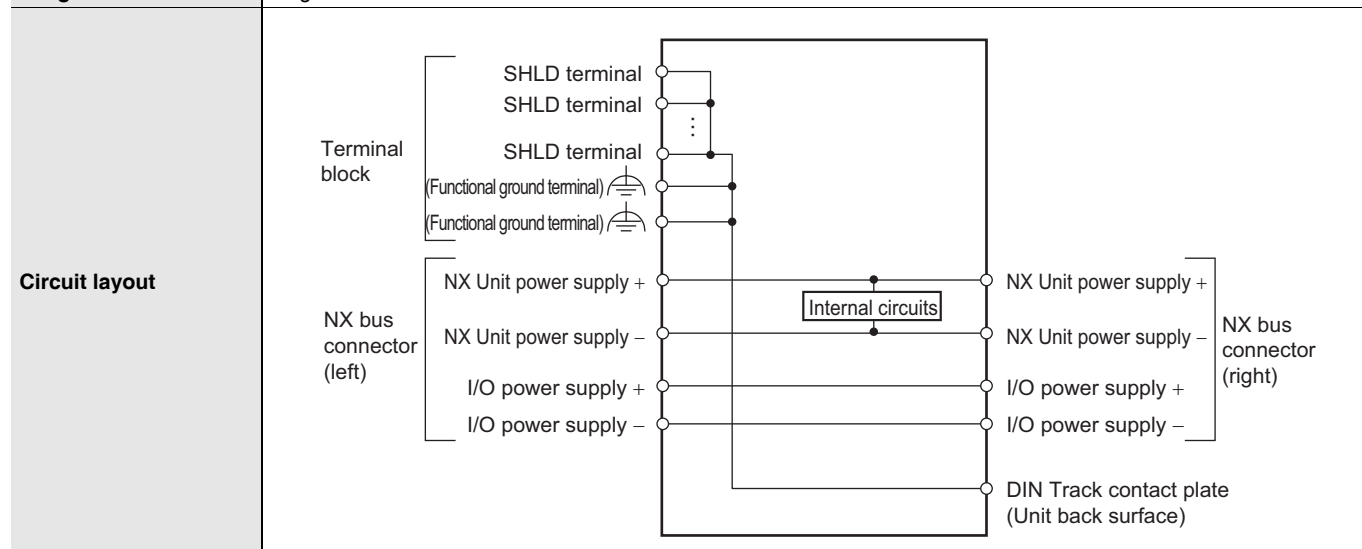 Circuit layout
Terminal
block
SHLD terminal
SHLD terminal
SHLD terminal
(Functional ground terminal)
(Functional ground terminal)
NX bus
connector
(left)
NX Unit power supply +
NX Unit power supply −
I/O power supply +
I/O power supply −
Internal circuits
NX Unit power supply +
NX Unit power supply −
I/O power supply +
I/O power supply −
NX bus
connector
(right)
DIN Track contact plate
(Unit back surface)